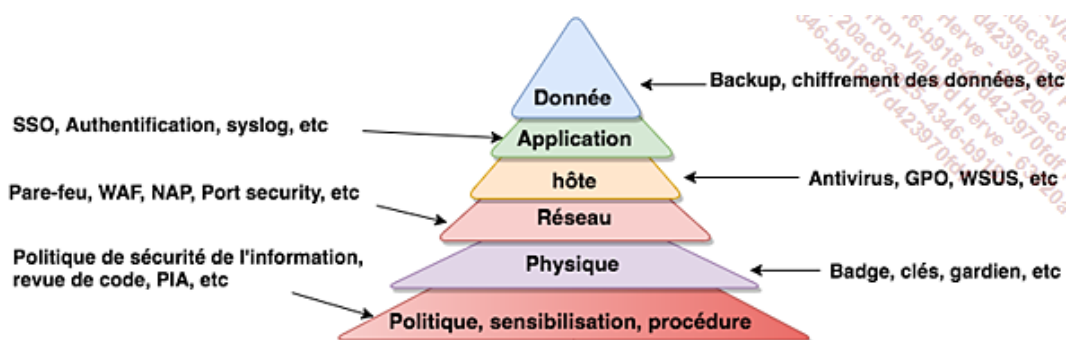 Backup, chiffrement des données, etc
Donnée
SSO, Authentification, syslog, etc
Application
hôte
Antivirus, GPO, WSUS, etc
Pare-feu, WAF, NAP, Port security, etc
Réseau
Politique de sécurité de l'information,
revue de code, PIA, etc
Physique
Badge, clés, gardien, etc
Politique, sensibilisation, procédure